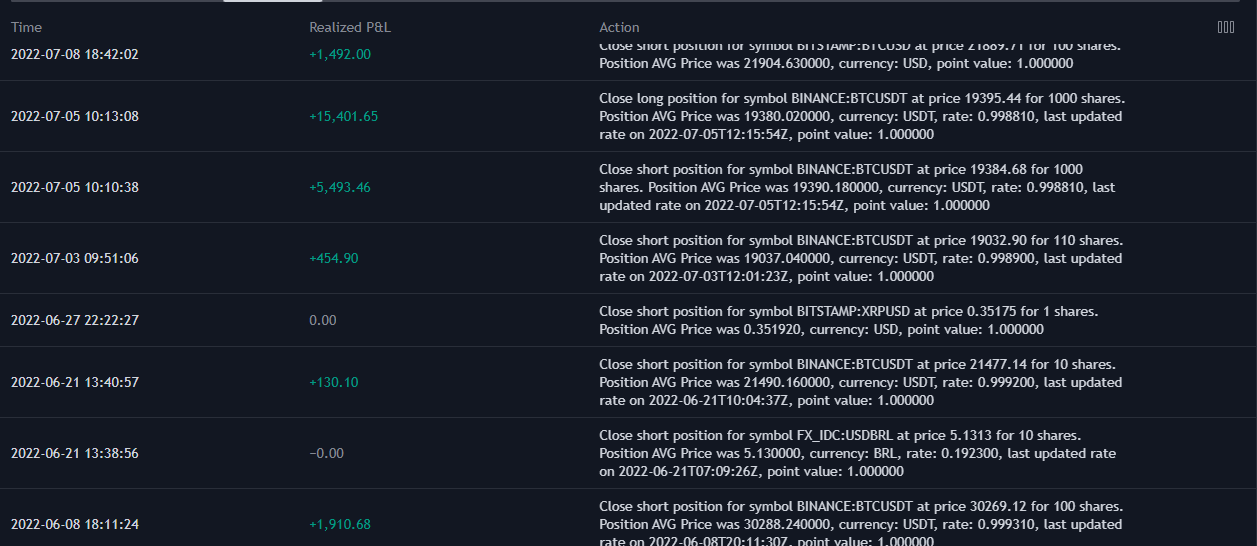 Time Realized P&L Action
2022-07-08 18:42:02 +1,492.00 Close short position for symbol BITSTAMP:BTCUSD at price 21889.71 for 100 shares.
Position AVG Price was 21904.630000, currency: USD, point value: 1.000000
2022-07-05 10:13:08 +15,401.65 Close long position for symbol BINANCE:BTCUSDT at price 19395.44 for 1000 shares.
Position AVG Price was 19380.020000, currency: USDT, rate: 0.998810, last updated
rate on 2022-07-05T12:15:54Z, point value: 1.000000
2022-07-05 10:10:38 +5,493.46 Close short position for symbol BINANCE:BTCUSDT at price 19384.68 for 1000
shares. Position AVG Price was 19390.180000, currency: USDT, rate: 0.998810, last
updated rate on 2022-07-05T12:15:54Z, point value: 1.000000
2022-07-03 09:51:06 +454.90 Close short position for symbol BINANCE:BTCUSDT at price 19032.90 for 110 shares.
Position AVG Price was 19037.040000, currency: USDT, rate: 0.998900, last updated
rate on 2022-07-03T12:01:23Z, point value: 1.000000
2022-06-27 22:22:27 0.00 Close short position for symbol BITSTAMP:XRPUSD at price 0.35175 for 1 shares.
Position AVG Price was 0.351920, currency: USD, point value: 1.000000
2022-06-21 13:40:57 +130.10 Close short position for symbol BINANCE:BTCUSDT at price 21477.14 for 10 shares.
Position AVG Price was 21490.160000, currency: USDT, rate: 0.999200, last updated
rate on 2022-06-21T10:04:37Z, point value: 1.000000
2022-06-21 13:38:56 −0.00 Close short position for symbol FX_IDC:USDBRL at price 5.1313 for 10 shares.
Position AVG Price was 5.130000, currency: BRL, rate: 0.192300, last updated rate
on 2022-06-21T07:09:26Z, point value: 1.000000
2022-06-08 18:11:24 +1,910.68 Close short position for symbol BINANCE:BTCUSDT at price 30269.12 for 100 shares.
Position AVG Price was 30288.240000, currency: USDT, rate: 0.999310, last updated
rate on 2022-06-08T20:11:30Z, point value: 1.000000